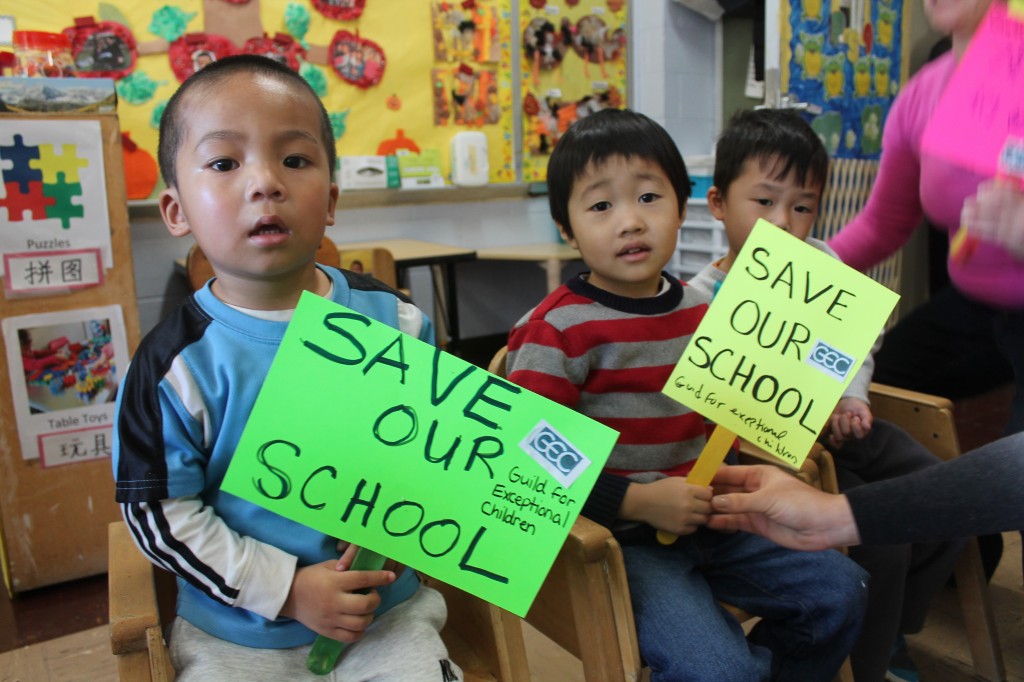 Puzzles
拼图
Table Toys
玩具
SAVE
OUR
SCHOOL
GEC
Guild for
Exceptional
Children
SAVE
OUR
SCHOOL
GEC
Guild for exceptional
children